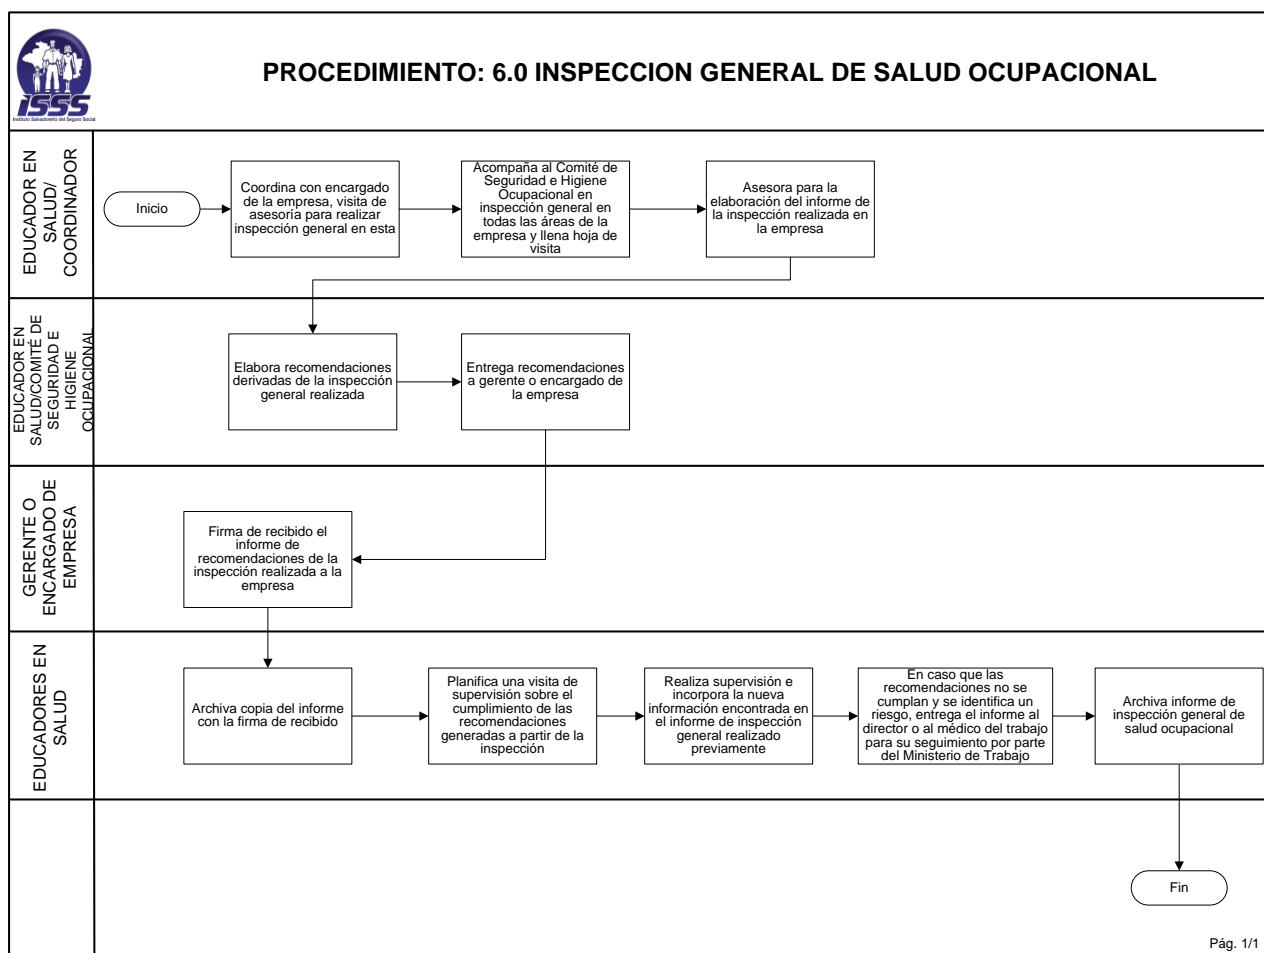 ISSS
Instituto Salvadoreño del Seguro Social
PROCEDIMIENTO: 6.0 INSPECCION GENERAL DE SALUD OCUPACIONAL
EDUCADOR EN
SALUD/
COORDINADOR
Inicio
Coordina con encargado
de la empresa, visita de
asesoría para realizar
inspección general en esta
Acompaña al Comité de
Seguridad e Higiene
Ocupacional en
inspección general en
todas las áreas de la
empresa y llena hoja de
visita
Asesora para la
elaboración del informe de
la inspección realizada en
la empresa
EDUCADOR EN
SALUD/COMITÉ DE
SEGURIDAD E
HIGIENE
OCUPACIONAL
Elabora recomendaciones
derivadas de la inspección
general realizada
Entrega recomendaciones
a gerente o encargado de
la empresa
GERENTE O
ENCARGADO DE
EMPRESA
Firma de recibido el
informe de
recomendaciones de la
inspección realizada a la
empresa
EDUCADORES EN
SALUD
Archiva copia del informe
con la firma de recibido
Planifica una visita de
supervisión sobre el
cumplimiento de las
recomendaciones
generadas a partir de la
inspección
Realiza supervisión e
incorpora la nueva
información encontrada en
el informe de inspección
general realizado
previamente
En caso que las
recomendaciones no se
cumplan y se identifica un
riesgo, entrega el informe al
director o al médico del trabajo
para su seguimiento por parte
del Ministerio de Trabajo
Archiva informe de
inspección general de
salud ocupacional
Fin
Pág. 1/1